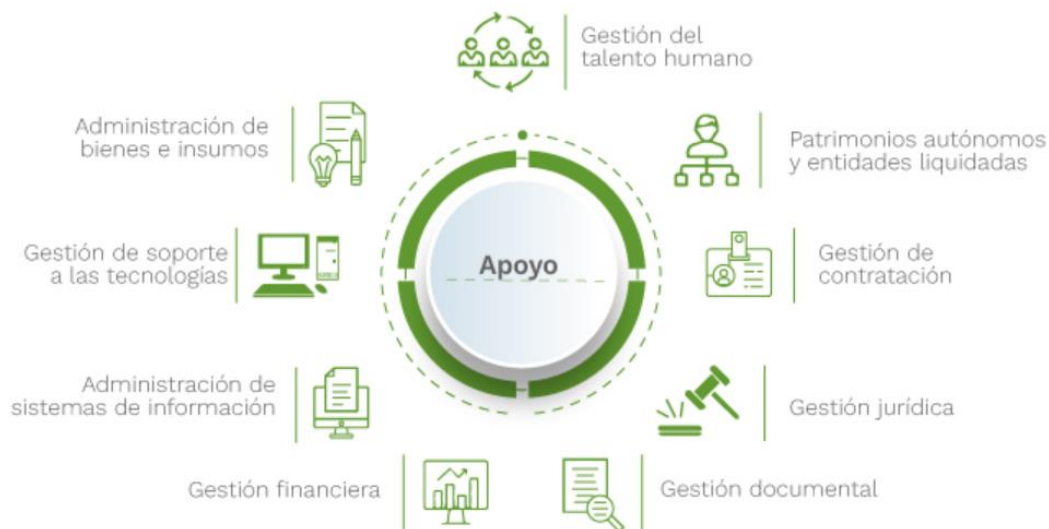 Gestión del
talento humano
Administración de
bienes e insumos
Patrimonios autónomos
y entidades liquidadas
Gestión de soporte
a las tecnologías
Apoyo
Gestión de
contratación
Administración de
sistemas de información
Gestión jurídica
Gestión financiera
Gestión documental